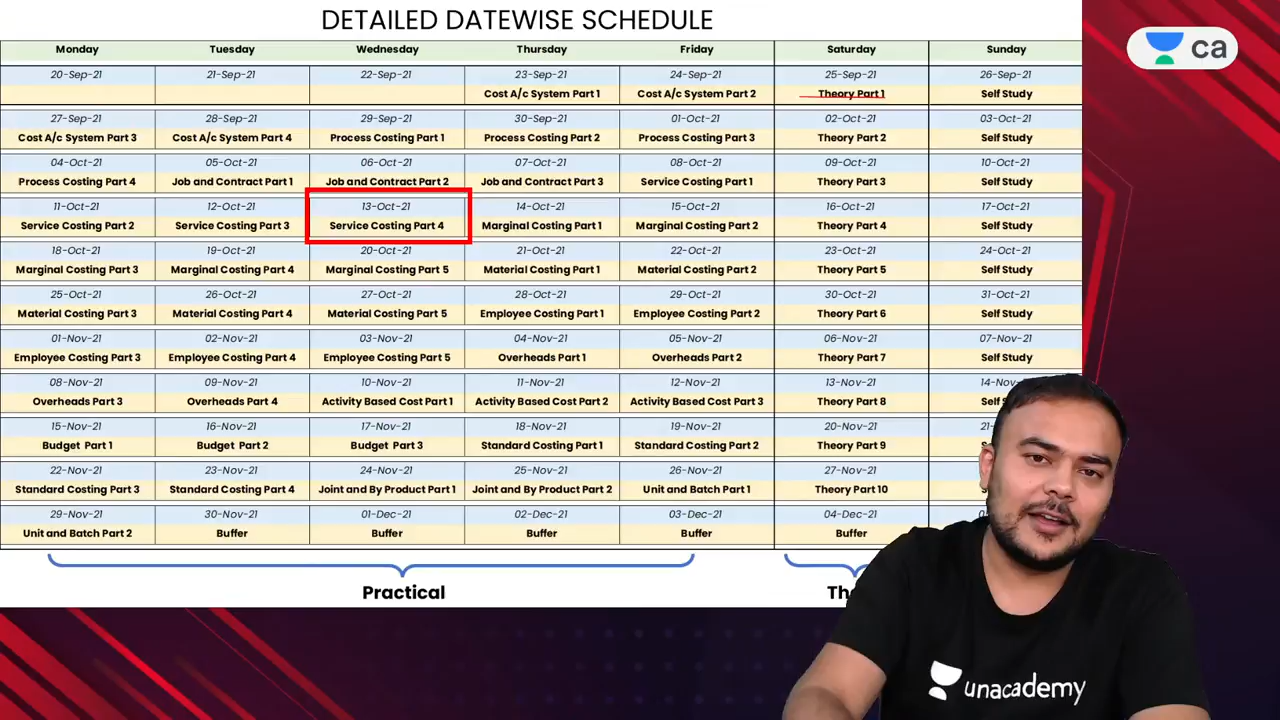 DETAILED DATEWISE SCHEDULE
Monday Tuesday Wednesday Thursday Friday Saturday Sunday
20-Sep-21 21-Sep-21 22-Sep-21 23-Sep-21 24-Sep-21 25-Sep-21 26-Sep-21
Cost A/c System Part 1 Cost A/c System Part 2 Theory Part 1 Self Study
27-Sep-21 28-Sep-21 29-Sep-21 30-Sep-21 01-Oct-21 02-Oct-21 03-Oct-21
Cost A/c System Part 3 Cost A/c System Part 4 Process Costing Part 1 Process Costing Part 2 Process Costing Part 3 Theory Part 2 Self Study
04-Oct-21 05-Oct-21 06-Oct-21 07-Oct-21 08-Oct-21 09-Oct-21 10-Oct-21
Process Costing Part 4 Job and Contract Part 1 Job and Contract Part 2 Job and Contract Part 3 Service Costing Part 1 Theory Part 3 Self Study
11-Oct-21 12-Oct-21 13-Oct-21 14-Oct-21 15-Oct-21 16-Oct-21 17-Oct-21
Service Costing Part 2 Service Costing Part 3 Service Costing Part 4 Marginal Costing Part 1 Marginal Costing Part 2 Theory Part 4 Self Study
18-Oct-21 19-Oct-21 20-Oct-21 21-Oct-21 22-Oct-21 23-Oct-21 24-Oct-21
Marginal Costing Part 3 Marginal Costing Part 4 Marginal Costing Part 5 Material Costing Part 1 Material Costing Part 2 Theory Part 5 Self Study
25-Oct-21 26-Oct-21 27-Oct-21 28-Oct-21 29-Oct-21 30-Oct-21 31-Oct-21
Material Costing Part 3 Material Costing Part 4 Material Costing Part 5 Employee Costing Part 1 Employee Costing Part 2 Theory Part 6 Self Study
01-Nov-21 02-Nov-21 03-Nov-21 04-Nov-21 05-Nov-21 06-Nov-21 07-Nov-21
Employee Costing Part 3 Employee Costing Part 4 Employee Costing Part 5 Overheads Part 1 Overheads Part 2 Theory Part 7 Self Study
08-Nov-21 09-Nov-21 10-Nov-21 11-Nov-21 12-Nov-21 13-Nov-21 14-Nov
Overheads Part 3 Overheads Part 4 Activity Based Cost Part 1 Activity Based Cost Part 2 Activity Based Cost Part 3 Theory Part 8 Self
15-Nov-21 16-Nov-21 17-Nov-21 18-Nov-21 19-Nov-21 20-Nov-21 21-
Budget Part 1 Budget Part 2 Budget Part 3 Standard Costing Part 1 Standard Costing Part 2 Theory Part 9
22-Nov-21 23-Nov-21 24-Nov-21 25-Nov-21 26-Nov-21 27-Nov-21
Standard Costing Part 3 Standard Costing Part 4 Joint and By Product Part 1 Joint and By Product Part 2 Unit and Batch Part 1 Theory Part 10
29-Nov-21 30-Nov-21 01-Dec-21 02-Dec-21 03-Dec-21 04-Dec-21
Unit and Batch Part 2 Buffer Buffer Buffer Buffer Buffer
Practical
ca
unacademy